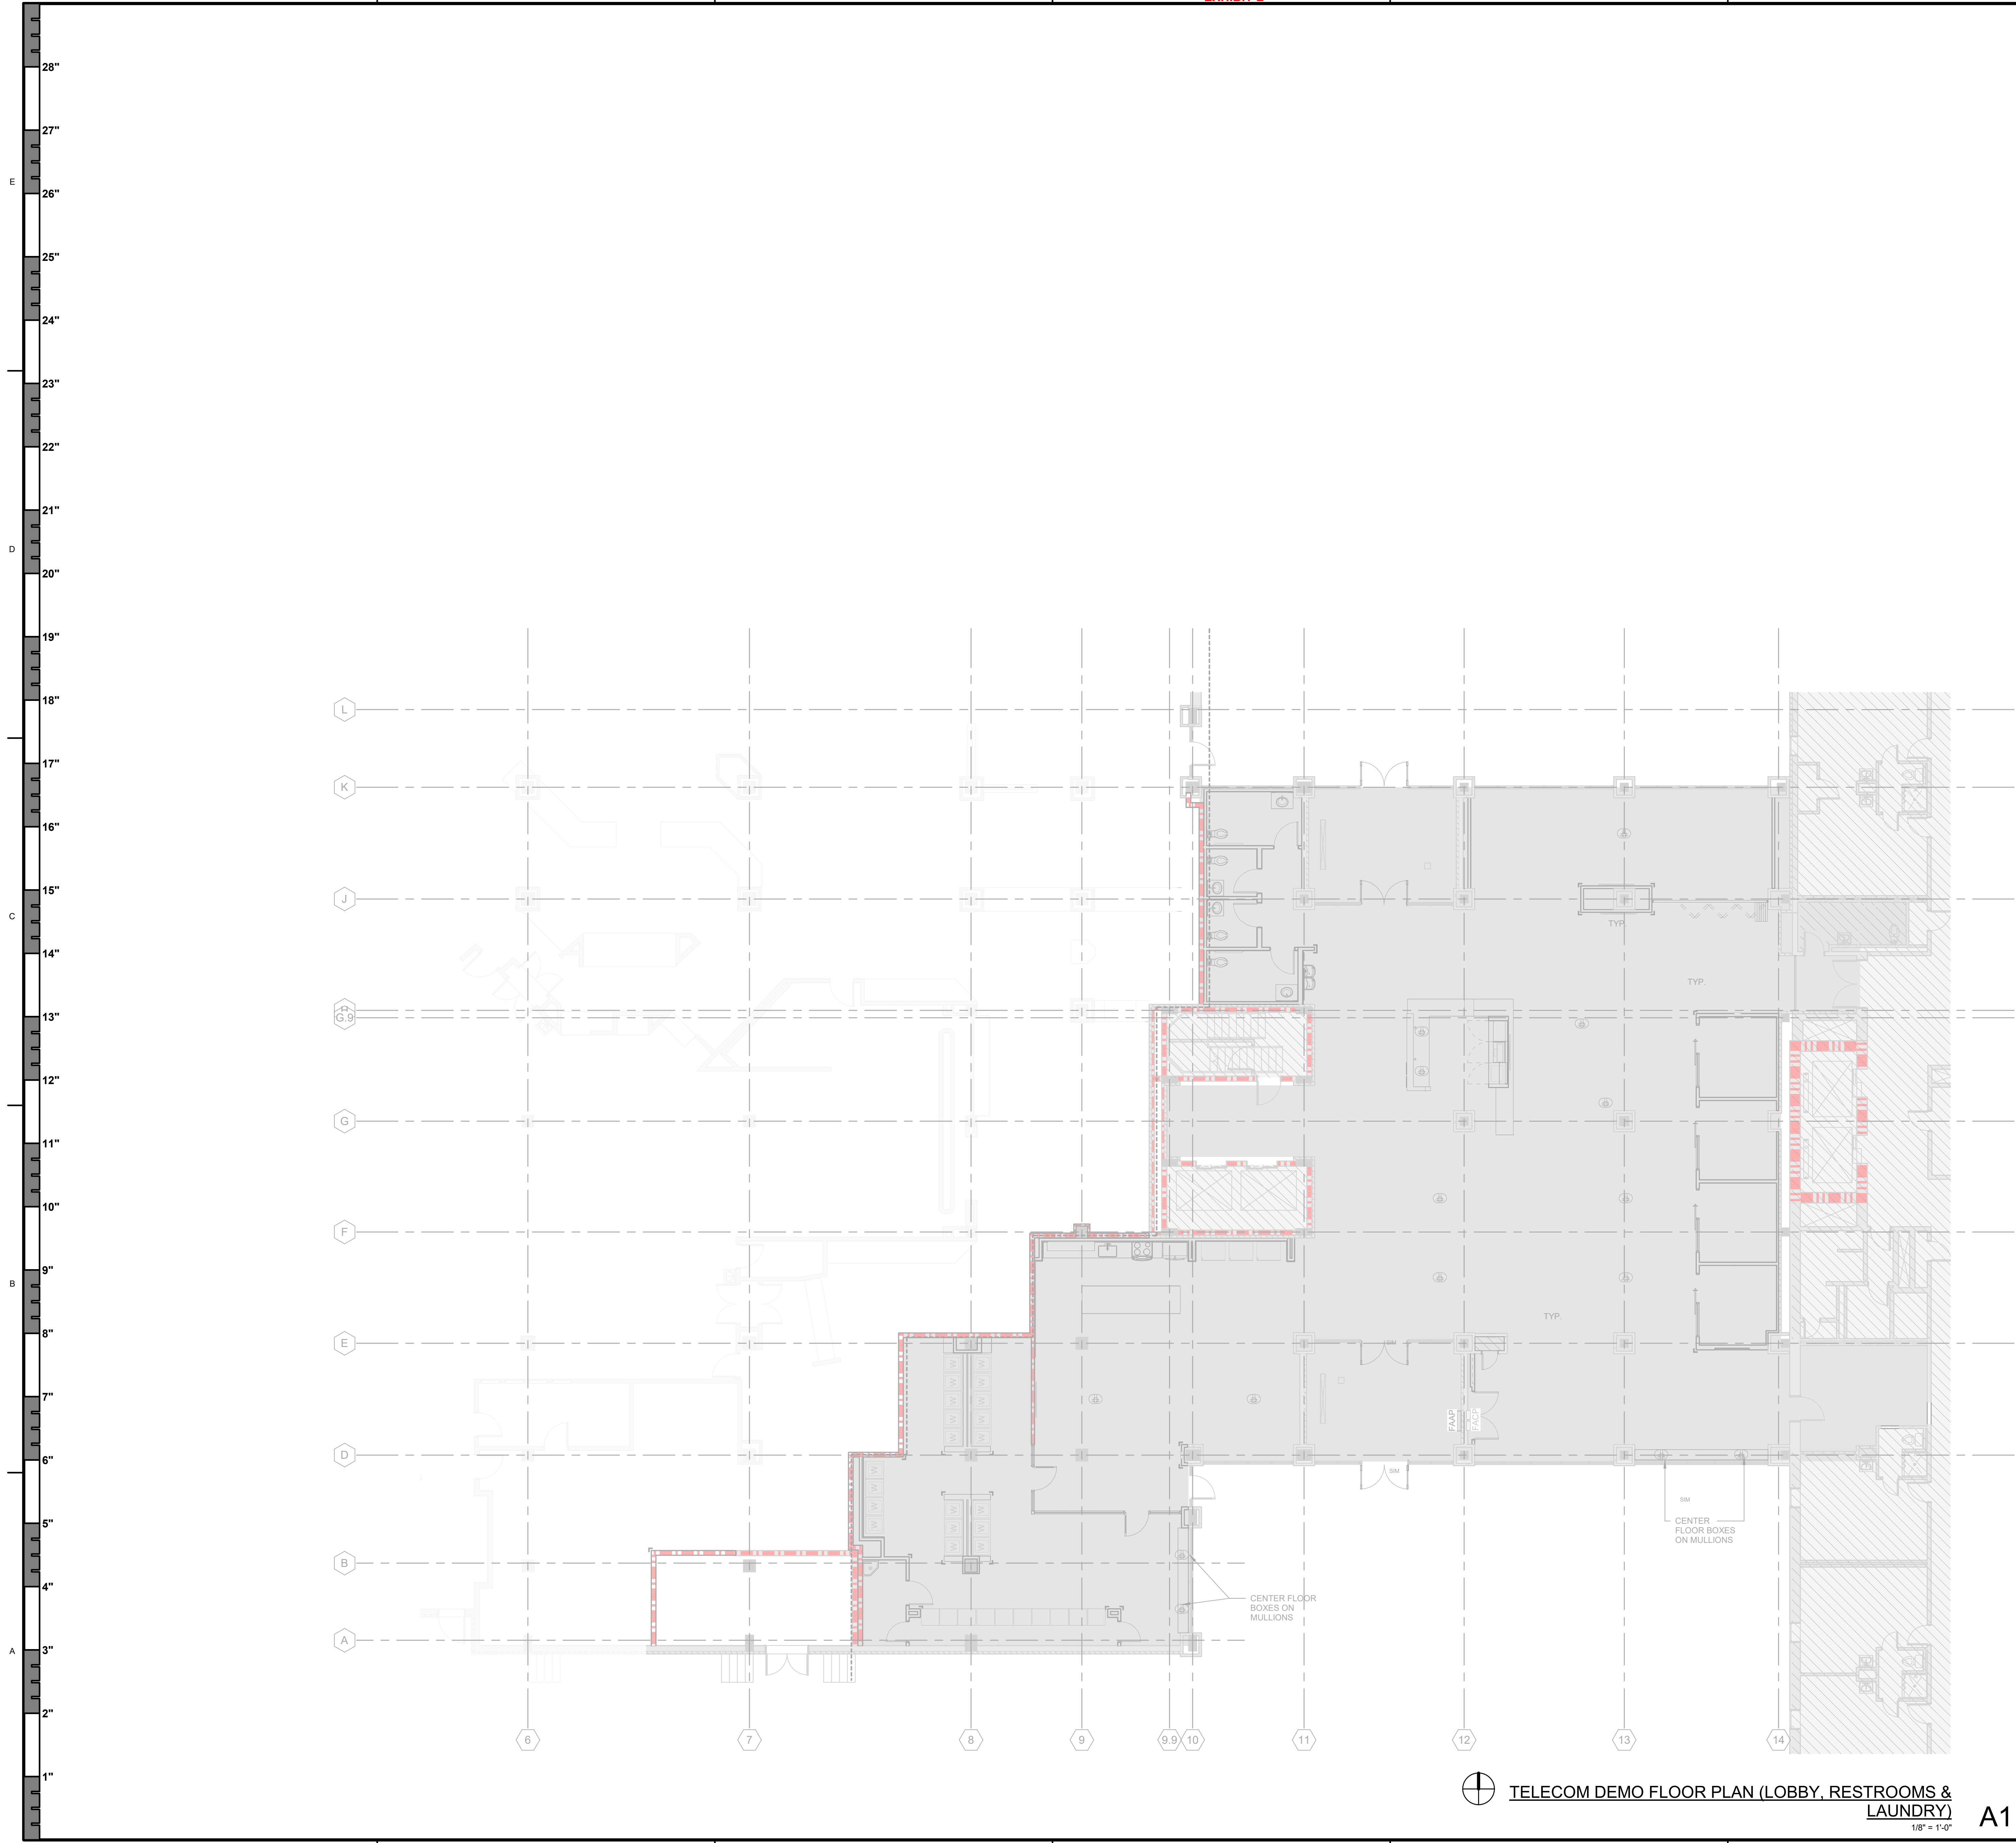 28"
27"
E
26"
25"
24"
23"
22"
21"
D
20"
19"
18"
L
17"
K
16"
15"
J
C
TYP.
14"
TYP.
13"
H
G.9
12"
G
11"
10"
F
9"
B
TYP.
8"
E
SIM
7"
W W
W W
W W
W W
W W
FAAP
FACP
D
6"
W
W
W
W
SIM
SIM
5"
W W
W W
W W
W W
CENTER
FLOOR BOXES
ON MULLIONS
B
4"
CENTER FLOOR
BOXES ON
MULLIONS
A
A
3"
2"
6
7
8
9
9.9
10
11
12
13
14
1"
TELECOM DEMO FLOOR PLAN (LOBBY, RESTROOMS &
LAUNDRY)
A1
1/8" = 1'-0"